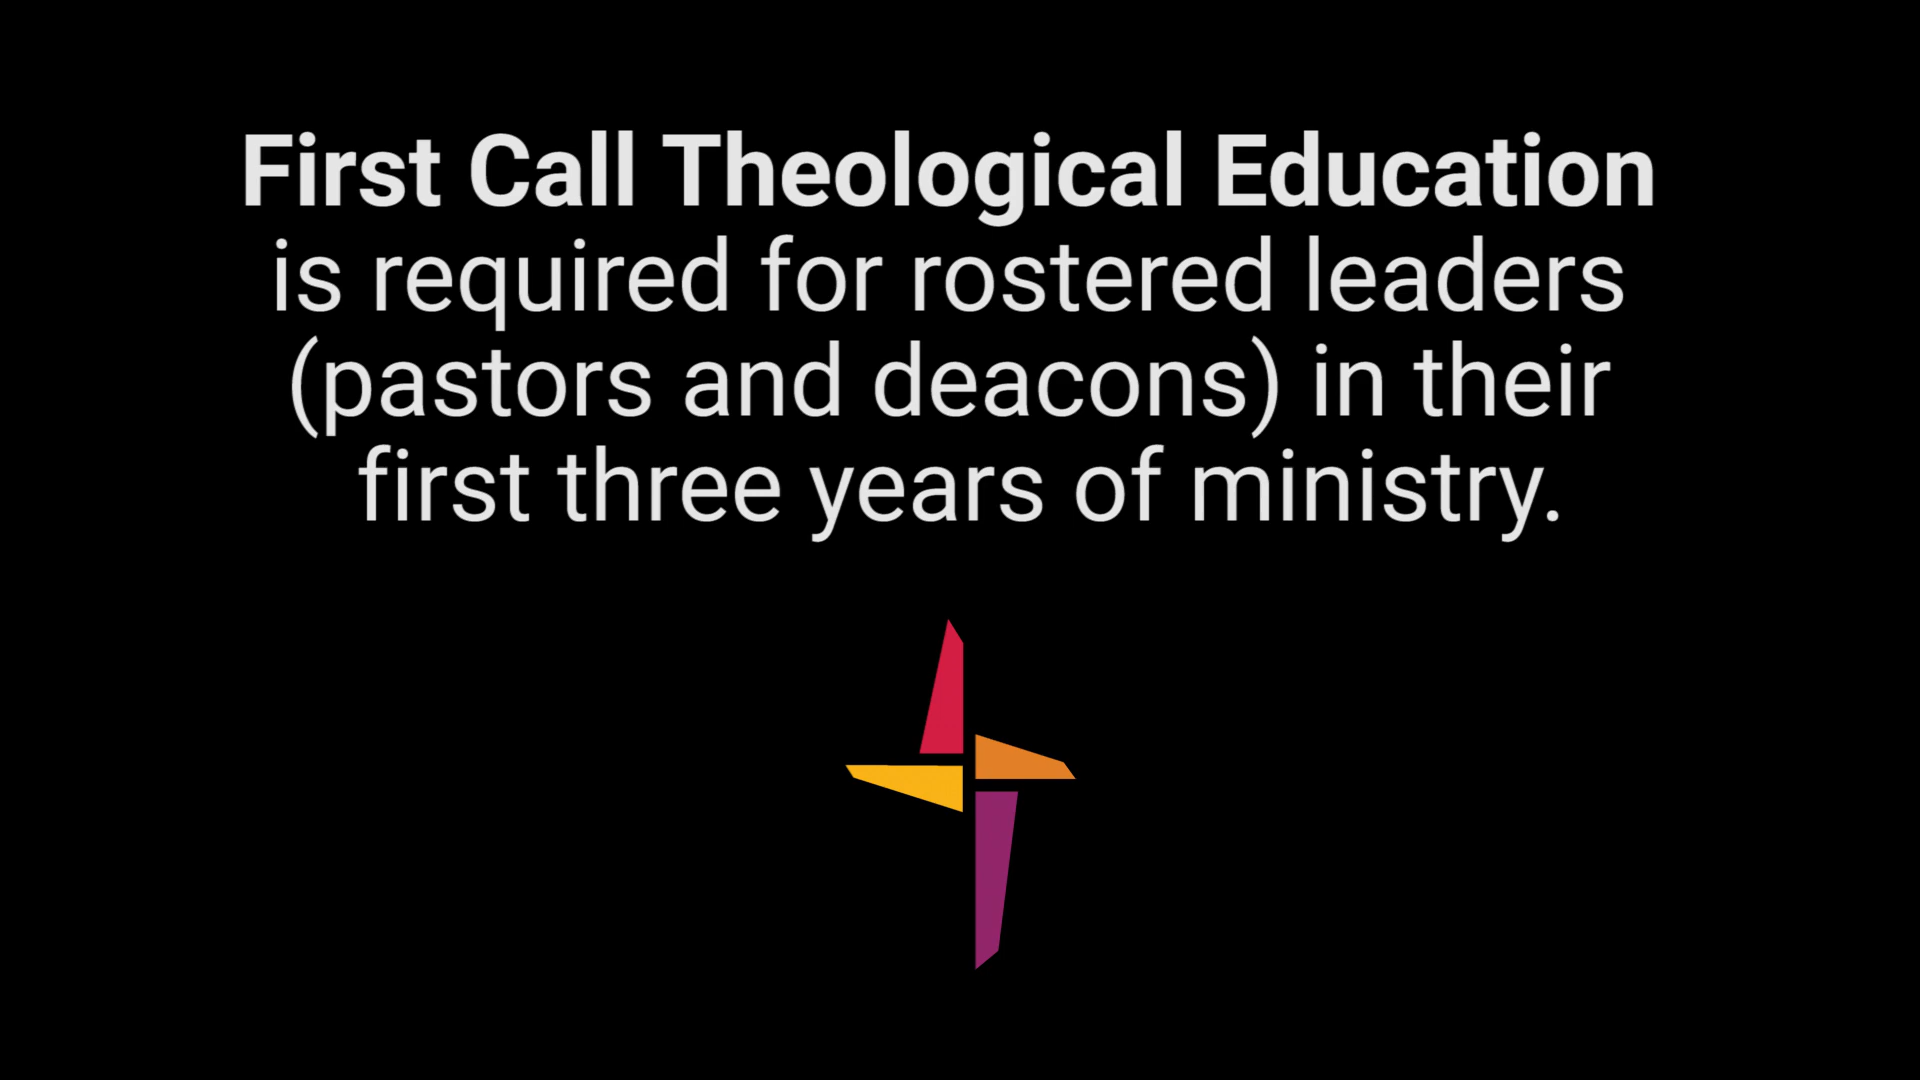 First Call Theological Education
is required for rostered leaders
(pastors and deacons) in their
first three years of ministry.